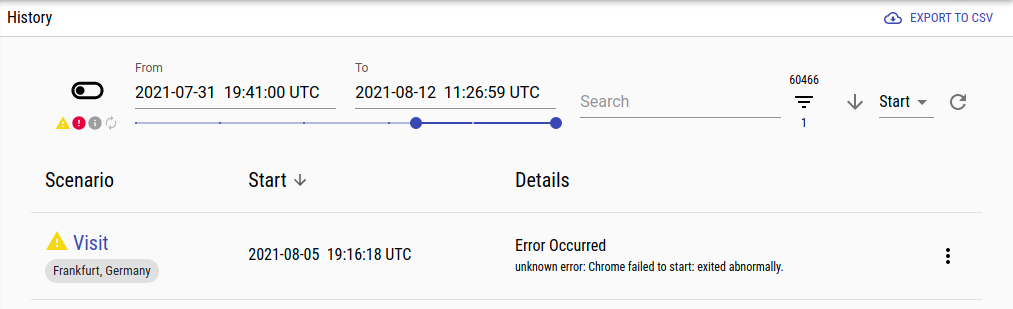 History
EXPORT TO CSV
From
To
60466
2021-07-31 19:41:00 UTC
2021-08-12 11:26:59 UTC
Search
Start
1
Scenario
Start
Details
Visit
Frankfurt, Germany
2021-08-05 19:16:18 UTC
Error Occurred
unknown error: Chrome failed to start: exited abnormally.